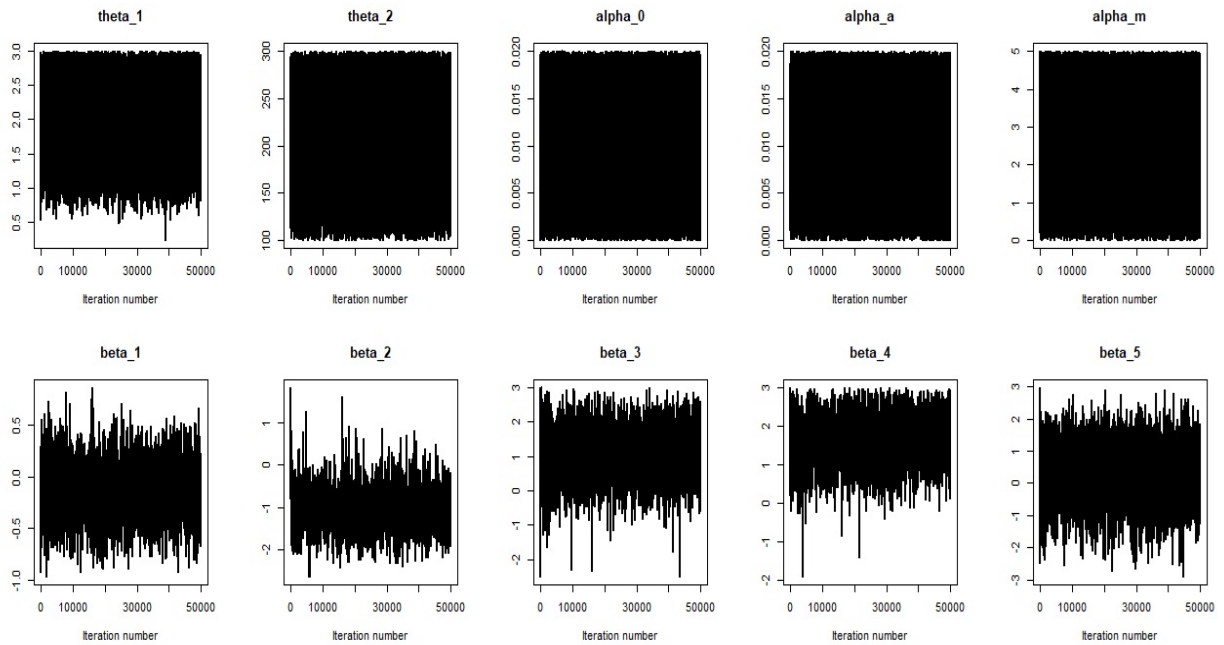 theta_1 theta_2 alpha_0 alpha_a alpha_m
3.0 300 0.020 0.020 5
2.5 250 0.015 0.015 4
2.0 200 0.010 0.010 3
1.5 150 0.005 0.005 2
1.0 100 0.000 0.000 1
0.5 0
0 10000 30000 50000 0 10000 30000 50000 0 10000 30000 50000 0 10000 30000 50000 0 10000 30000 50000
Iteration number Iteration number Iteration number Iteration number Iteration number
beta_1 beta_2 beta_3 beta_4 beta_5
0.5 1 3 3 3
0.0 0 2 2 2
-0.5 -1 1 1 1
-1.0 -2 0 0 0
-1 -1 -1
-2 -2 -2
-3
0 10000 30000 50000 0 10000 30000 50000 0 10000 30000 50000 0 10000 30000 50000 0 10000 30000 50000
Iteration number Iteration number Iteration number Iteration number Iteration number